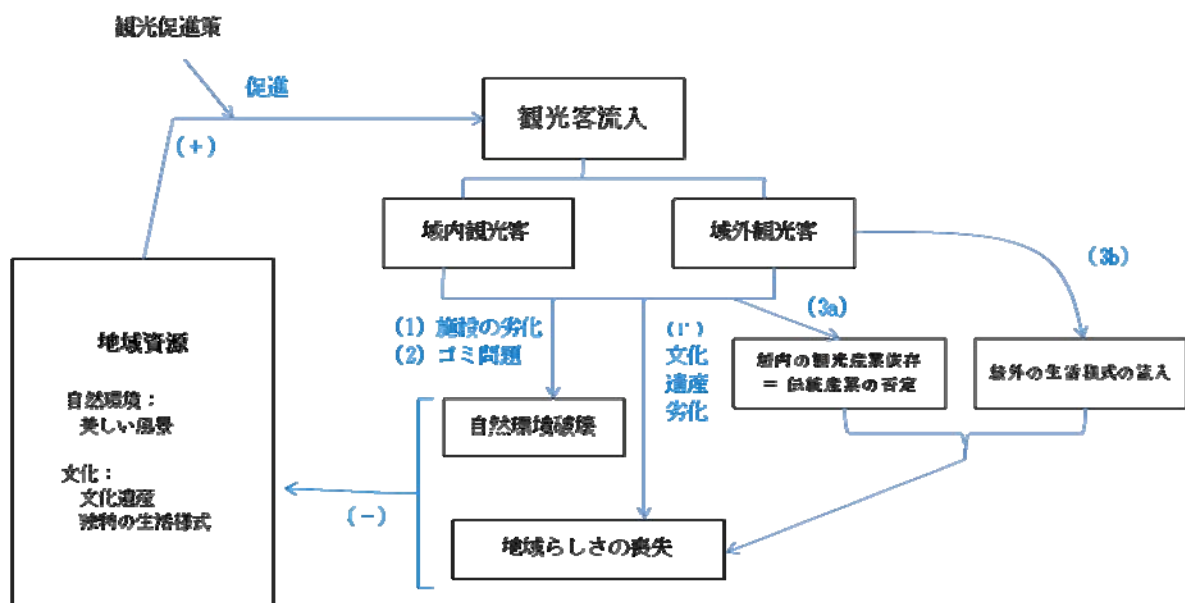 観光促進策
促進
観光客流入
(+)
域内観光客
域外観光客
(3b)
地域資源
自然環境：
美しい風景
文化：
文化遺産
独特の生活様式
(1) 施設の劣化
(2) ゴミ問題
(1')
文化
遺産
劣化
(3a)
域内の観光産業依存
＝ 伝統産業の否定
域外の生活様式の流入
自然環境破壊
(－)
地域らしさの喪失